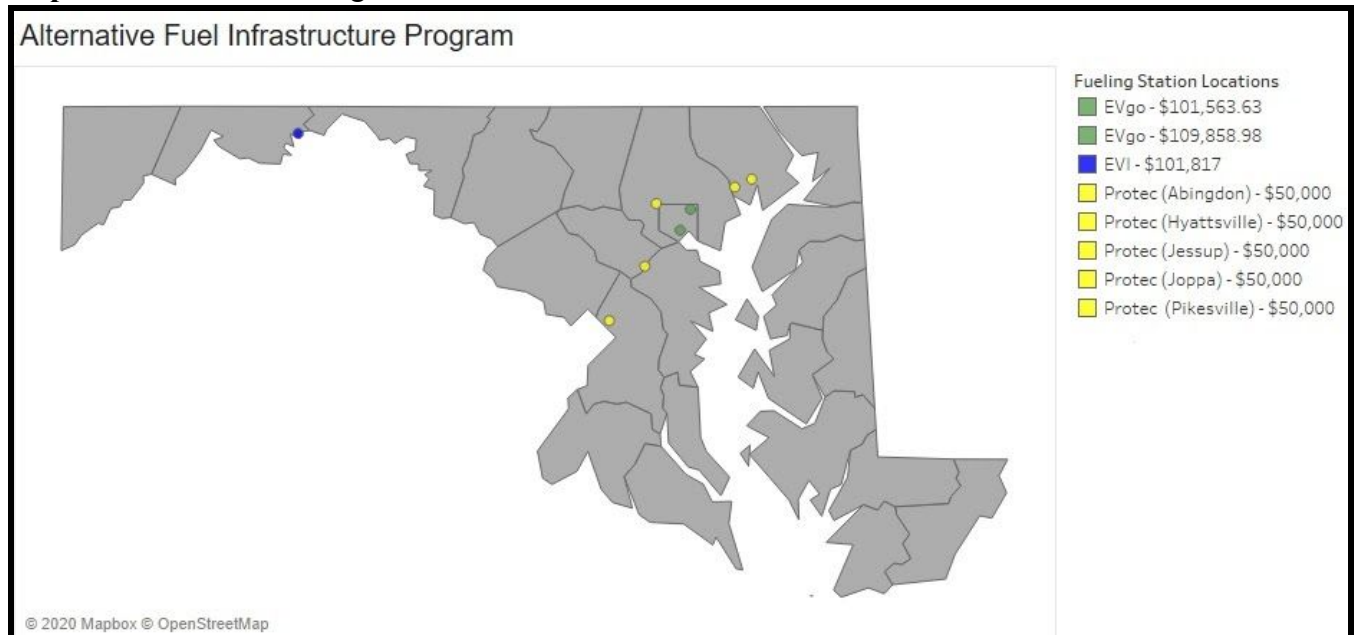 Alternative Fuel Infrastructure Program
Fueling Station Locations
EVgo - $101,563.63
EVgo - $109,858.98
EVI - $101,817
Protec (Abingdon) - $50,000
Protec (Hyattsville) - $50,000
Protec (Jessup) - $50,000
Protec (Joppa) - $50,000
Protec (Pikesville) - $50,000
© 2020 Mapbox © OpenStreetMap